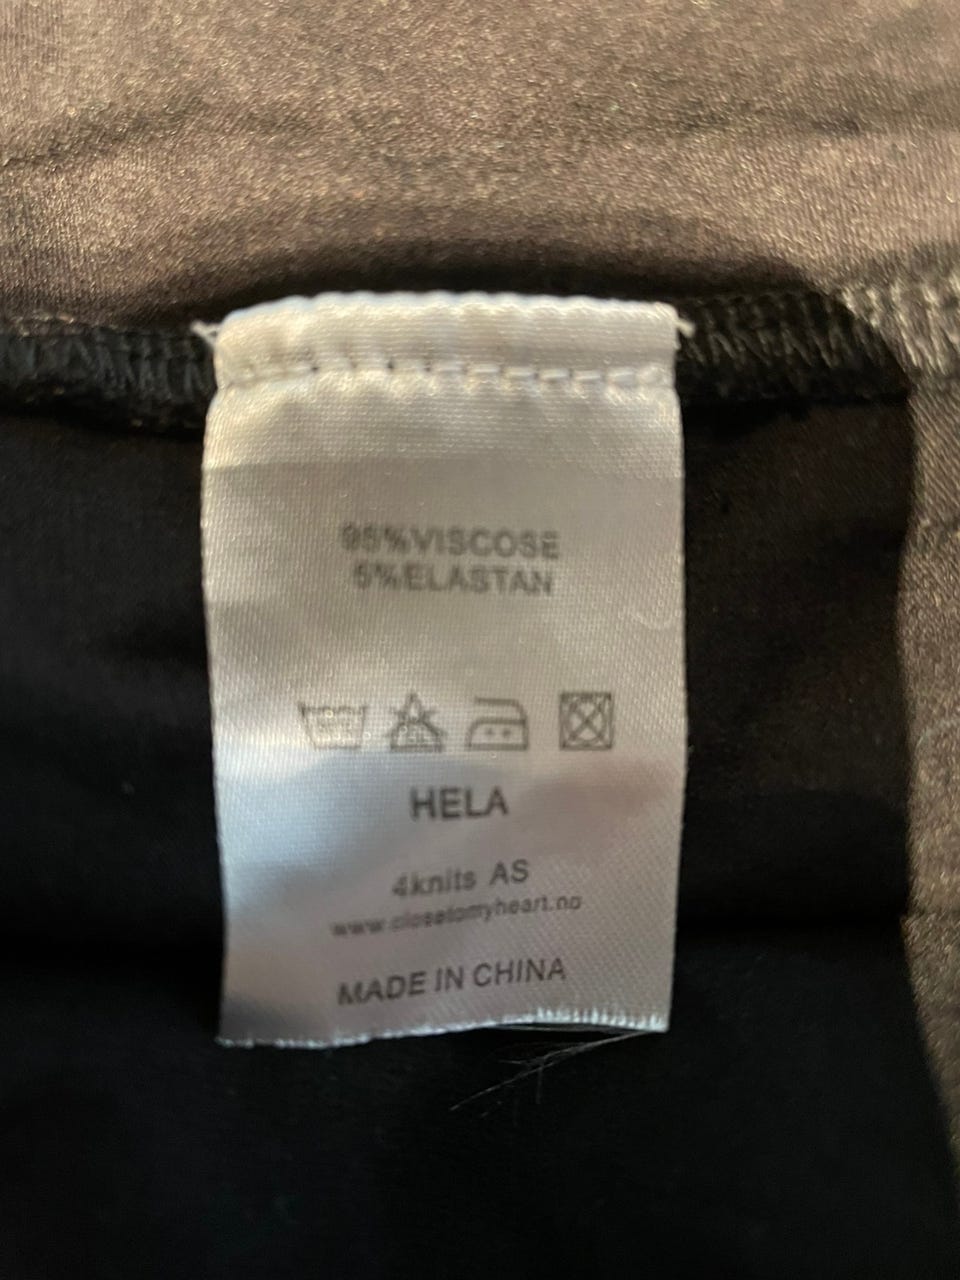 95%VISCOSE
5%ELASTAN
HELA
4knits AS
www.closetomyheart.no
MADE IN CHINA